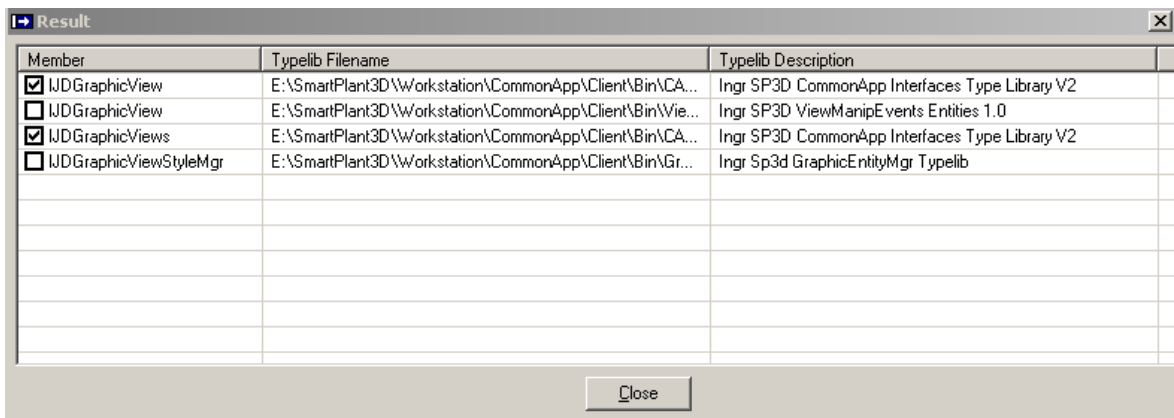 Result
Member Typelib Filename Typelib Description
IJDGraphicView E:\SmartPlant3D\Workstation\CommonApp\Client\Bin\CA... Ingr SP3D CommonApp Interfaces Type Library V2
IJDGraphicView E:\SmartPlant3D\Workstation\CommonApp\Client\Bin\Vie... Ingr SP3D ViewManipEvents Entities 1.0
IJDGraphicViews E:\SmartPlant3D\Workstation\CommonApp\Client\Bin\CA... Ingr SP3D CommonApp Interfaces Type Library V2
IJDGraphicViewStyleMgr E:\SmartPlant3D\Workstation\CommonApp\Client\Bin\Gr... Ingr Sp3d GraphicEntityMgr Typelib
Close